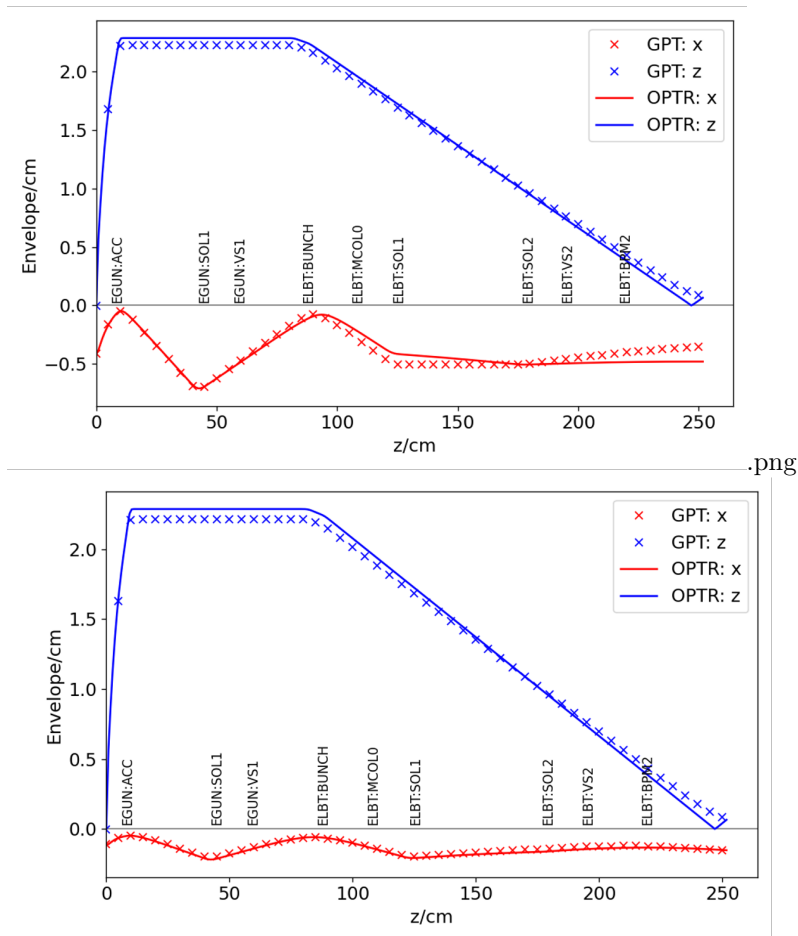 GPT: x
GPT: z
OPTR: x
OPTR: z
2.0
1.5
1.0
0.5
0.0
−0.5
Envelope/cm
EGUN:ACC
EGUN:SOL1
EGUN:VS1
ELBT:BUNCH
ELBT:MCOL0
ELBT:SOL1
ELBT:SOL2
ELBT:VS2
ELBT:BPM2
0 50 100 150 200 250
z/cm
.png
GPT: x
GPT: z
OPTR: x
OPTR: z
2.0
1.5
1.0
0.5
0.0
Envelope/cm
EGUN:ACC
EGUN:SOL1
EGUN:VS1
ELBT:BUNCH
ELBT:MCOL0
ELBT:SOL1
ELBT:SOL2
ELBT:VS2
ELBT:BPM2
0 50 100 150 200 250
z/cm